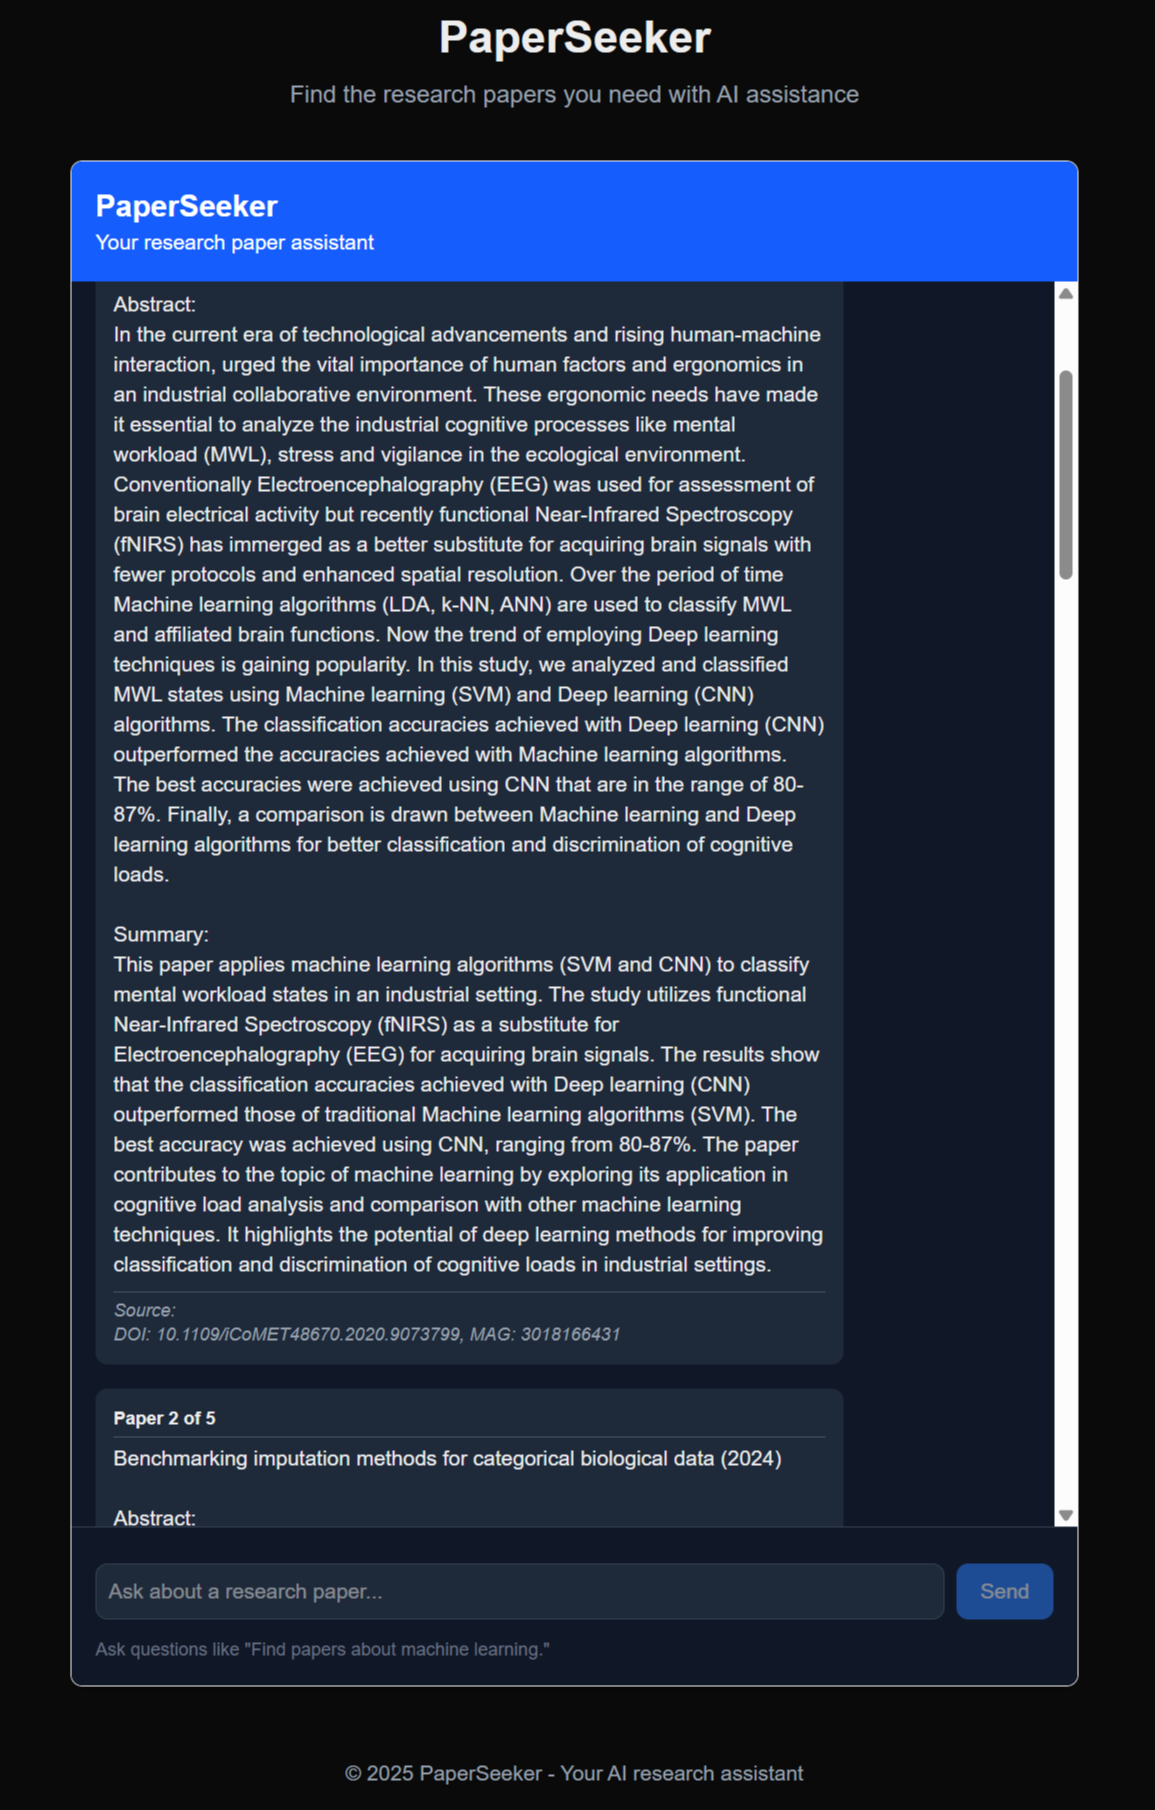 PaperSeeker
Find the research papers you need with AI assistance
PaperSeeker
Your research paper assistant
Abstract:
In the current era of technological advancements and rising human-machine
interaction, urged the vital importance of human factors and ergonomics in
an industrial collaborative environment. These ergonomic needs have made
it essential to analyze the industrial cognitive processes like mental
workload (MWL), stress and vigilance in the ecological environment.
Conventionally Electroencephalography (EEG) was used for assessment of
brain electrical activity but recently functional Near-Infrared Spectroscopy
(fNIRS) has immerged as a better substitute for acquiring brain signals with
fewer protocols and enhanced spatial resolution. Over the period of time
Machine learning algorithms (LDA, k-NN, ANN) are used to classify MWL
and affiliated brain functions. Now the trend of employing Deep learning
techniques is gaining popularity. In this study, we analyzed and classified
MWL states using Machine learning (SVM) and Deep learning (CNN)
algorithms. The classification accuracies achieved with Deep learning (CNN)
outperformed the accuracies achieved with Machine learning algorithms.
The best accuracies were achieved using CNN that are in the range of 80-
87%. Finally, a comparison is drawn between Machine learning and Deep
learning algorithms for better classification and discrimination of cognitive
loads.
Summary:
This paper applies machine learning algorithms (SVM and CNN) to classify
mental workload states in an industrial setting. The study utilizes functional
Near-Infrared Spectroscopy (fNIRS) as a substitute for
Electroencephalography (EEG) for acquiring brain signals. The results show
that the classification accuracies achieved with Deep learning (CNN)
outperformed those of traditional Machine learning algorithms (SVM). The
best accuracy was achieved using CNN, ranging from 80-87%. The paper
contributes to the topic of machine learning by exploring its application in
cognitive load analysis and comparison with other machine learning
techniques. It highlights the potential of deep learning methods for improving
classification and discrimination of cognitive loads in industrial settings.
Source:
DOI: 10.1109/iCoMET48670.2020.9073799, MAG: 3018166431
Paper 2 of 5
Benchmarking imputation methods for categorical biological data (2024)
Abstract:
Ask about a research paper...
Send
Ask questions like "Find papers about machine learning."
© 2025 PaperSeeker - Your AI research assistant